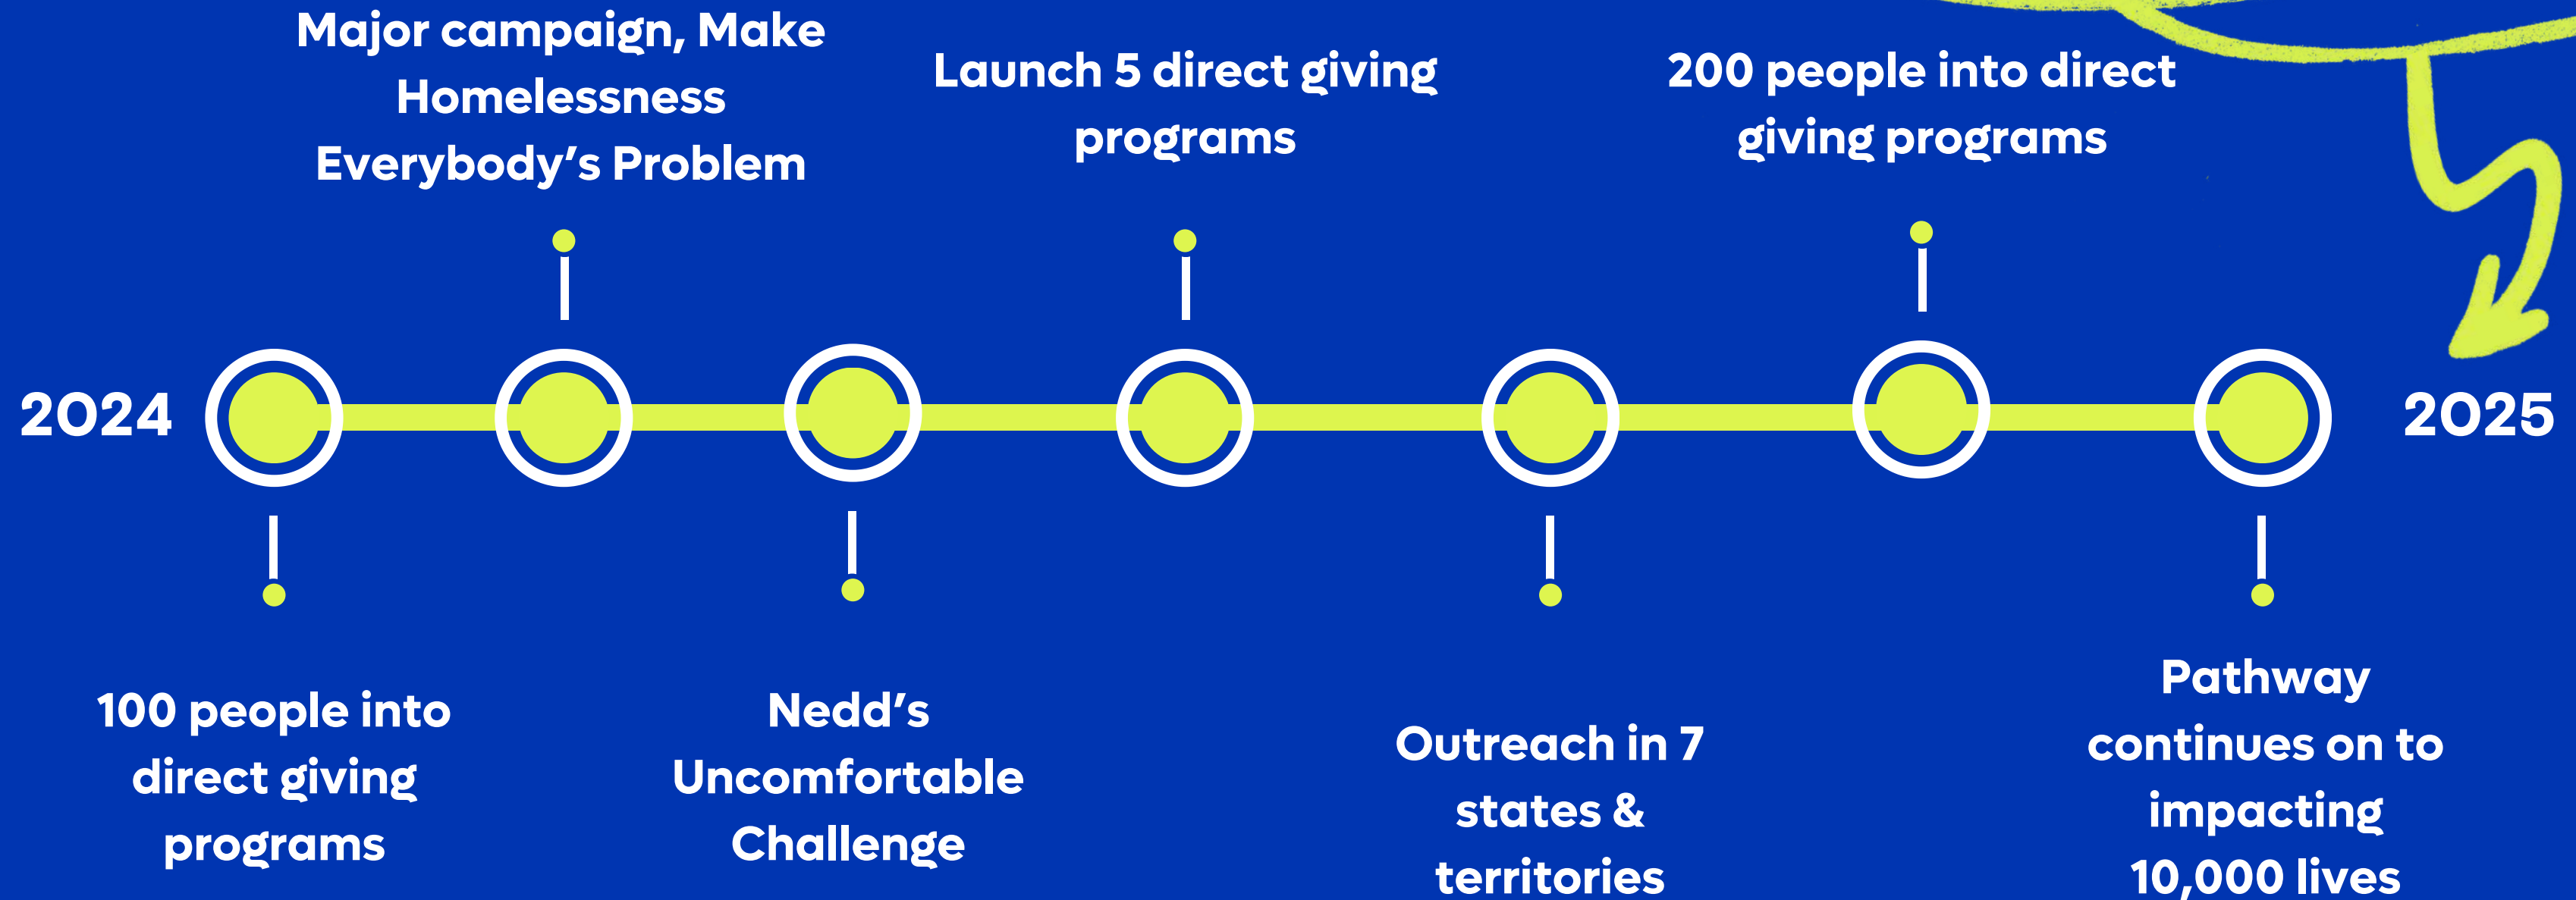 Major campaign, Make
Homelessness
Everybody’s Problem
Launch 5 direct giving
programs
200 people into direct
giving programs
2024
2025
100 people into
direct giving
programs
Nedd’s
Uncomfortable
Challenge
Outreach in 7
states &
territories
Pathway
continues on to
impacting
10,000 lives